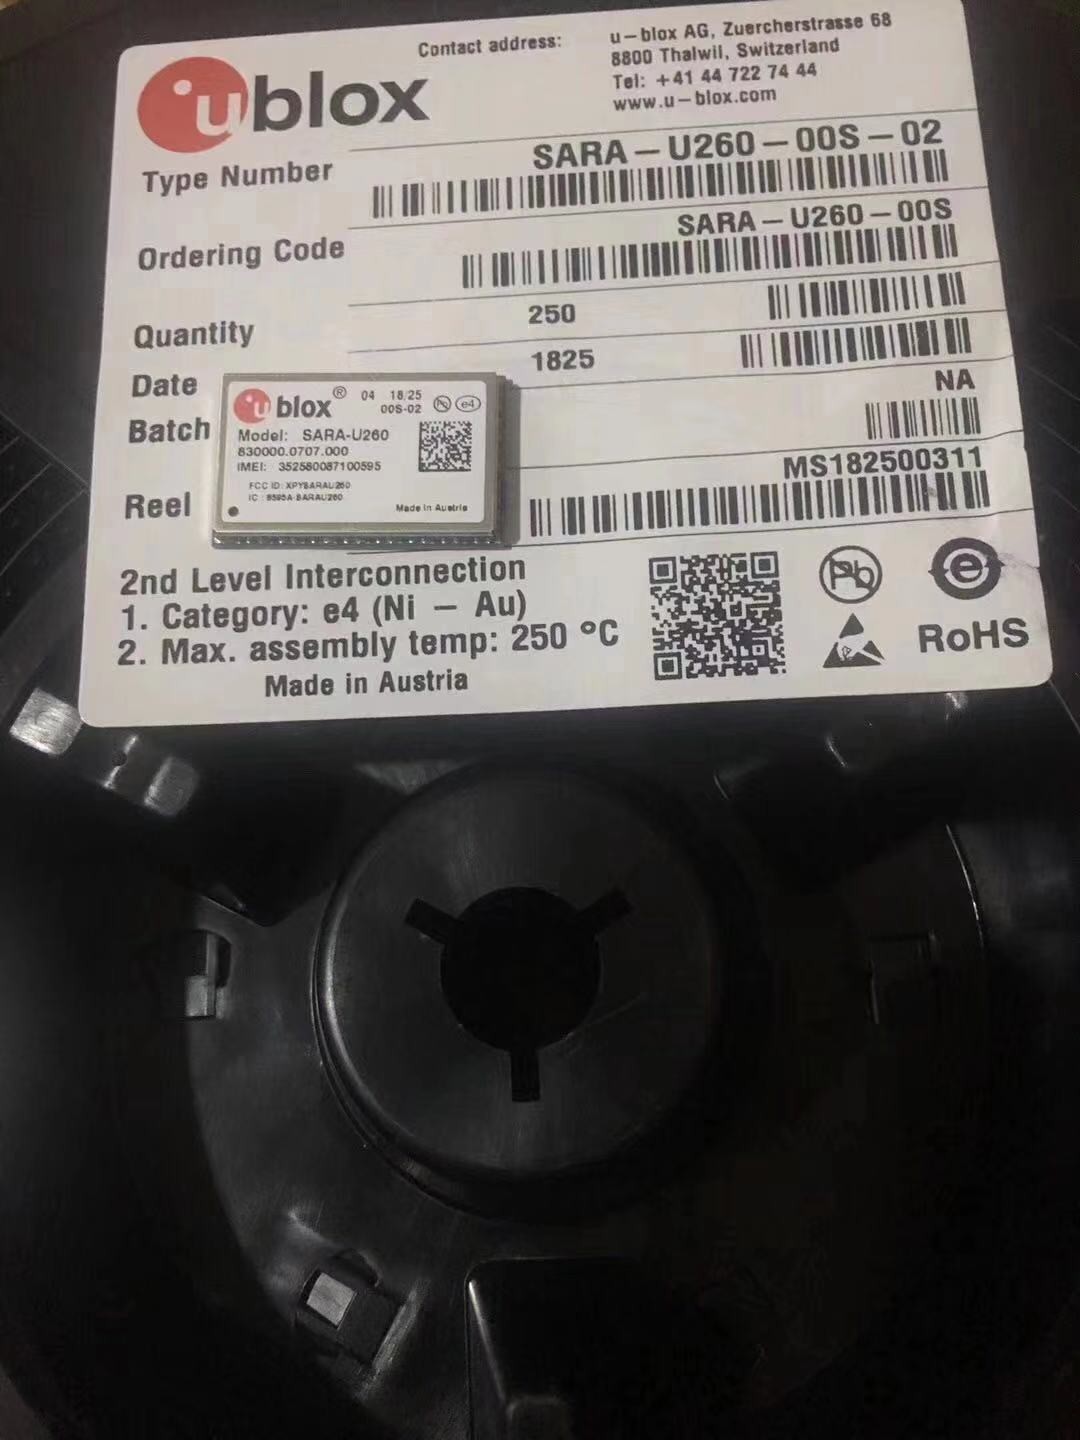 ublox
Contact address:
u-blox AG, Zuercherstrasse 68
8800 Thalwil, Switzerland
Tel: +41 44 722 74 44
www.u-blox.com
Type Number
SARA-U260-00S-02
Ordering Code
SARA-U260-00S
Quantity
250
Date
1825
Batch
NA
Reel
MS182500311
ublox® 04 18/25
00S-02 Pb e4
Model: SARA-U260
830000.0707.000
IMEI: 352580087100595
FCC ID: XPYSARAU260
IC : 8595A-SARAU260
Made in Austria
2nd Level Interconnection
1. Category: e4 (Ni - Au)
2. Max. assembly temp: 250 °C
Made in Austria
Pb
e
RoHS